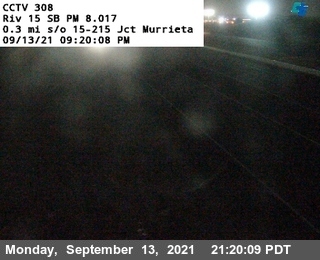 CCTV 308
Riv 15 SB PM 8.017
0.3 mi s/o 15-215 Jct Murrieta
09/13/21 09:20:08 PM
Monday, September 13, 2021 21:20:09 PDT